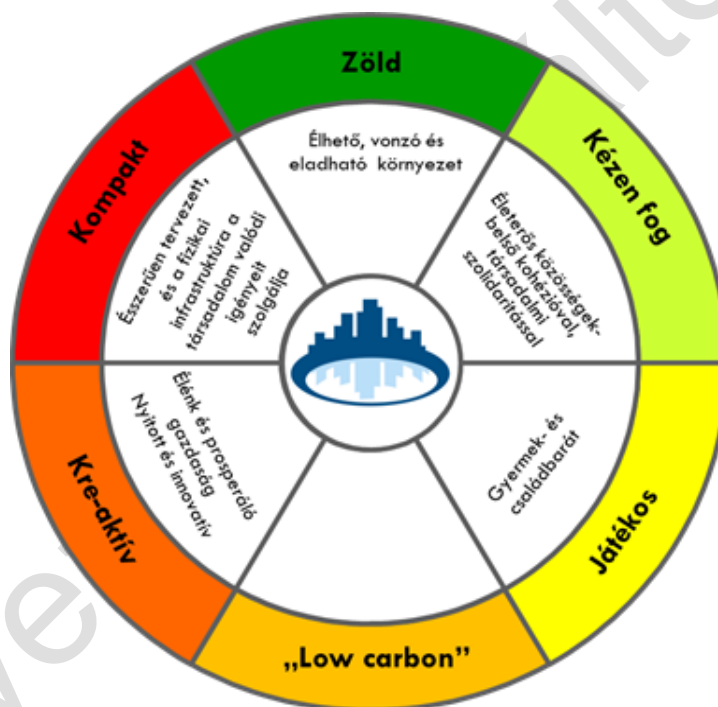 Zöld
Élhető, vonzó és
eladható környezet
Kézen fog
Életerős közösségek-
belső kohézióval,
társadalmi
szolidaritással
Játékos
Gyermek- és
családbarát
„Low carbon”
Kre-aktív
Élénk és prosperáló
gazdaság
Nyitott és innovatív
Kompakt
Ésszerűen tervezett,
és a fizikai
infrastruktúra a
társadalom valódi
igényeit
szolgálja